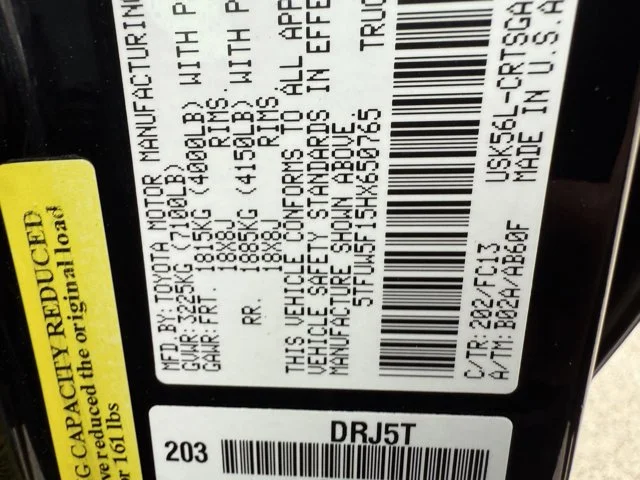 MFD BY: TOYOTA MOTOR MANUFACTURING
GVWR: 3225KG (7100LB)
GAWR: FRT. 1815KG (4000LB) WITH P
18X8J RIMS.
RR. 1885KG (4150LB) WITH P
18X8J RIMS.
THIS VEHICLE CONFORMS TO ALL APP
VEHICLE SAFETY STANDARDS IN EFFE
MANUFACTURE SHOWN ABOVE.
5TFUW5F15HX650765 TRUC
C/TR: 202/FC13 USK56L-CRTSGA
A/TM: B02A/AB60F MADE IN U.S.A
G CAPACITY REDUCED
ve reduced the original load
r 161 lbs
DRJ5T
203